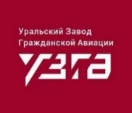 Уральский Завод
Гражданской Авиации
УЗГА